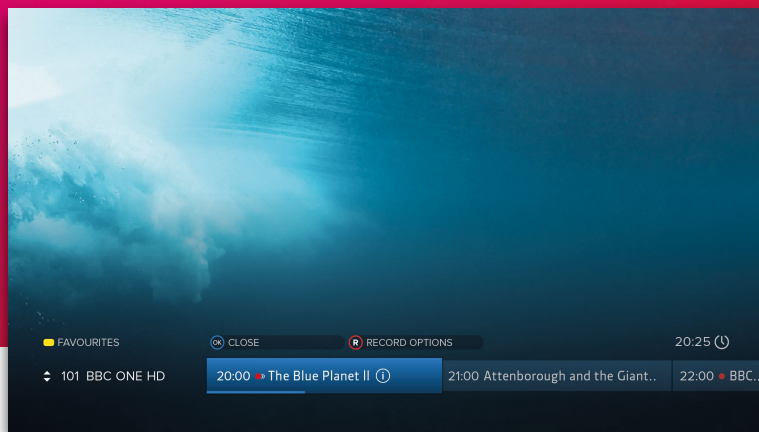 FAVOURITES OK CLOSE R RECORD OPTIONS 20:25
101 BBC ONE HD 20:00 The Blue Planet II i 21:00 Attenborough and the Giant.. 22:00 BBC..